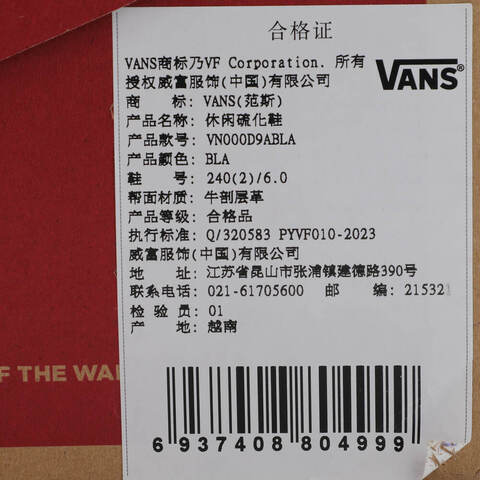 合格证
VANS商标乃VF Corporation. 所有
授权威富服饰(中国)有限公司
VANS
商 标: VANS(范斯)
产品名称: 休闲硫化鞋
产品款号: VN000D9ABLA
产品颜色: BLA
鞋 号: 240(2)/6.0
帮面材质: 牛剖层革
产品等级: 合格品
执行标准: Q/320583 PYVF010-2023
威富服饰(中国)有限公司
地 址: 江苏省昆山市张浦镇建德路390号
联系电话: 021-61705600 邮 编: 215321
检 验 员: 01
产 地: 越南
F THE WAL
6 937408 804999